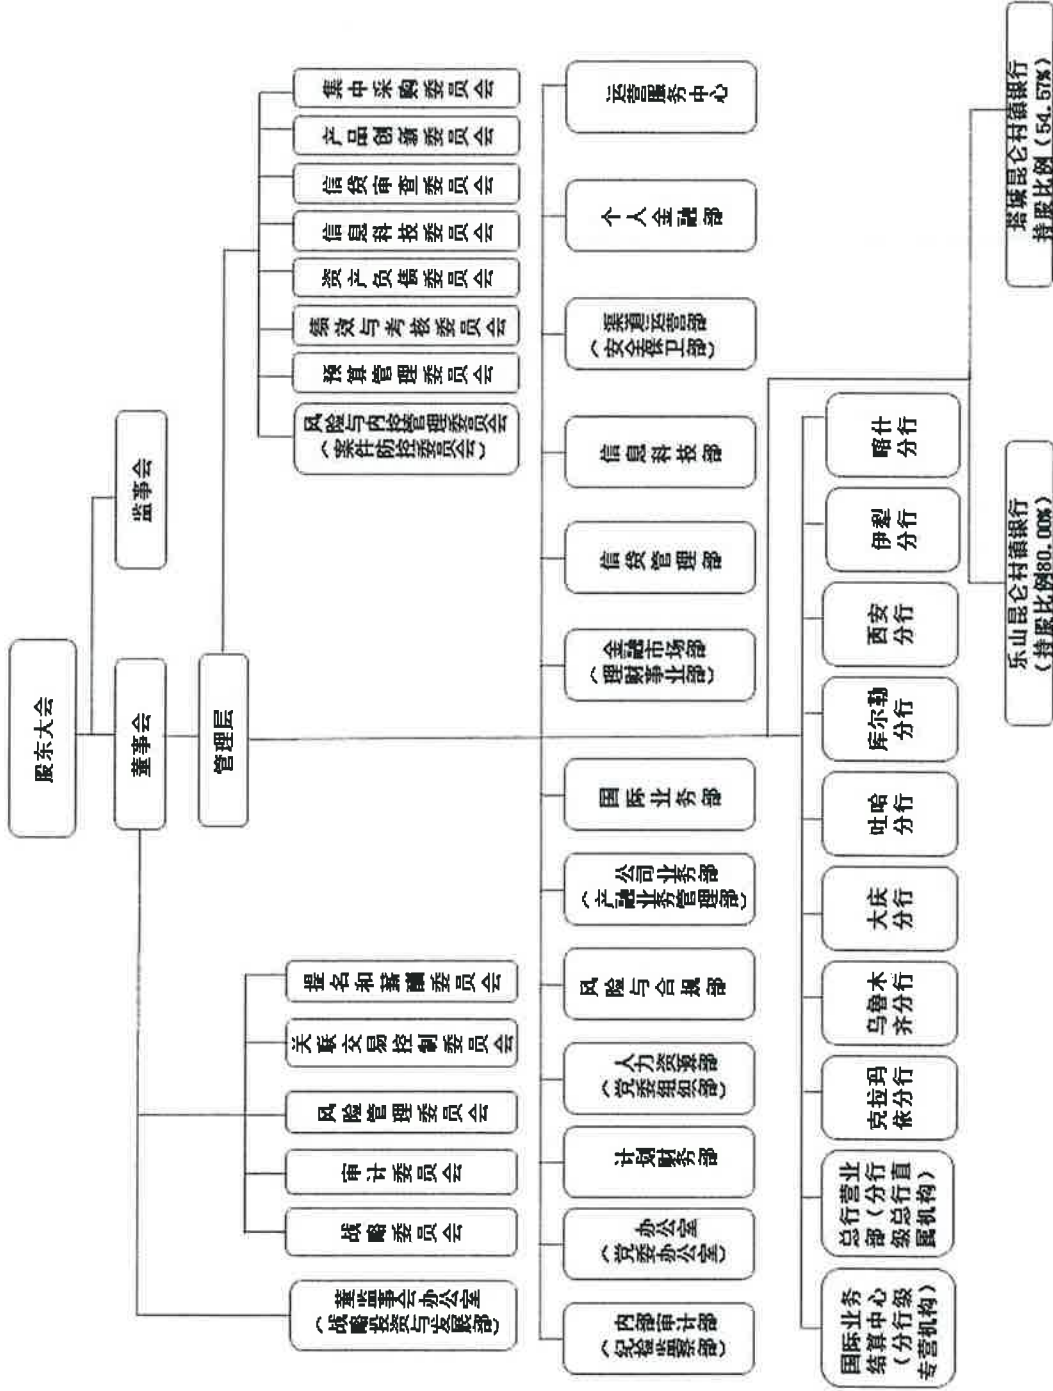 股东大会
监事会
董事会
管理层
董监事会办公室
（战略投资与发展部）
战略委员会
审计委员会
风险管理委员会
关联交易控制委员会
提名和薪酬委员会
风险与内控管理委员会
（案件防控委员会）
预算管理委员会
绩效与考核委员会
资产负债委员会
信息科技委员会
信贷审查委员会
产品创新委员会
集中采购委员会
内部审计部
（纪检监察部）
办公室
（党委办公室）
计划财务部
人力资源部
（党委组织部）
风险与合规部
公司业务部
（产融业务管理部）
国际业务部
金融市场部
（理财事业部）
信贷管理部
信息科技部
渠道运营部
（安全保卫部）
个人金融部
运营服务中心
国际业务
结算中心
（分行级
专营机构）
总行营业
部（分行
级总行直
属机构）
克拉玛
依分行
乌鲁木
齐分行
大庆
分行
吐哈
分行
库尔勒
分行
西安
分行
伊犁
分行
喀什
分行
乐山昆仑村镇银行
（持股比例80.00%）
塔城昆仑村镇银行
持股比例（54.57%）